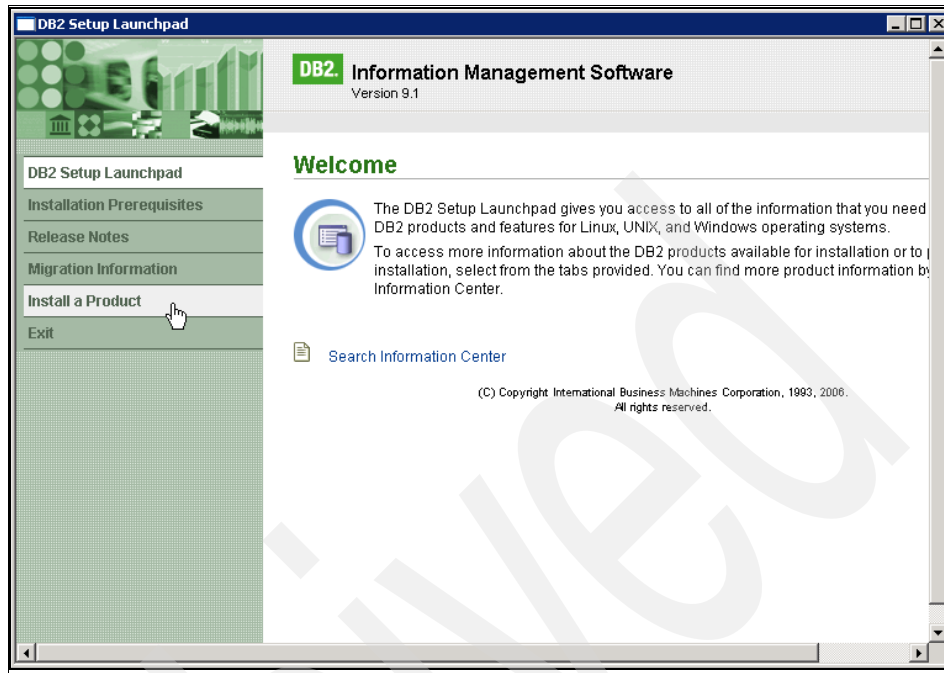 DB2 Setup Launchpad
DB2. Information Management Software
Version 9.1
DB2 Setup Launchpad
Installation Prerequisites
Release Notes
Migration Information
Install a Product
Exit
Welcome
The DB2 Setup Launchpad gives you access to all of the information that you need
DB2 products and features for Linux, UNIX, and Windows operating systems.
To access more information about the DB2 products available for installation or to
installation, select from the tabs provided. You can find more product information
Information Center.
Search Information Center
(C) Copyright International Business Machines Corporation, 1993, 2006.
All rights reserved.